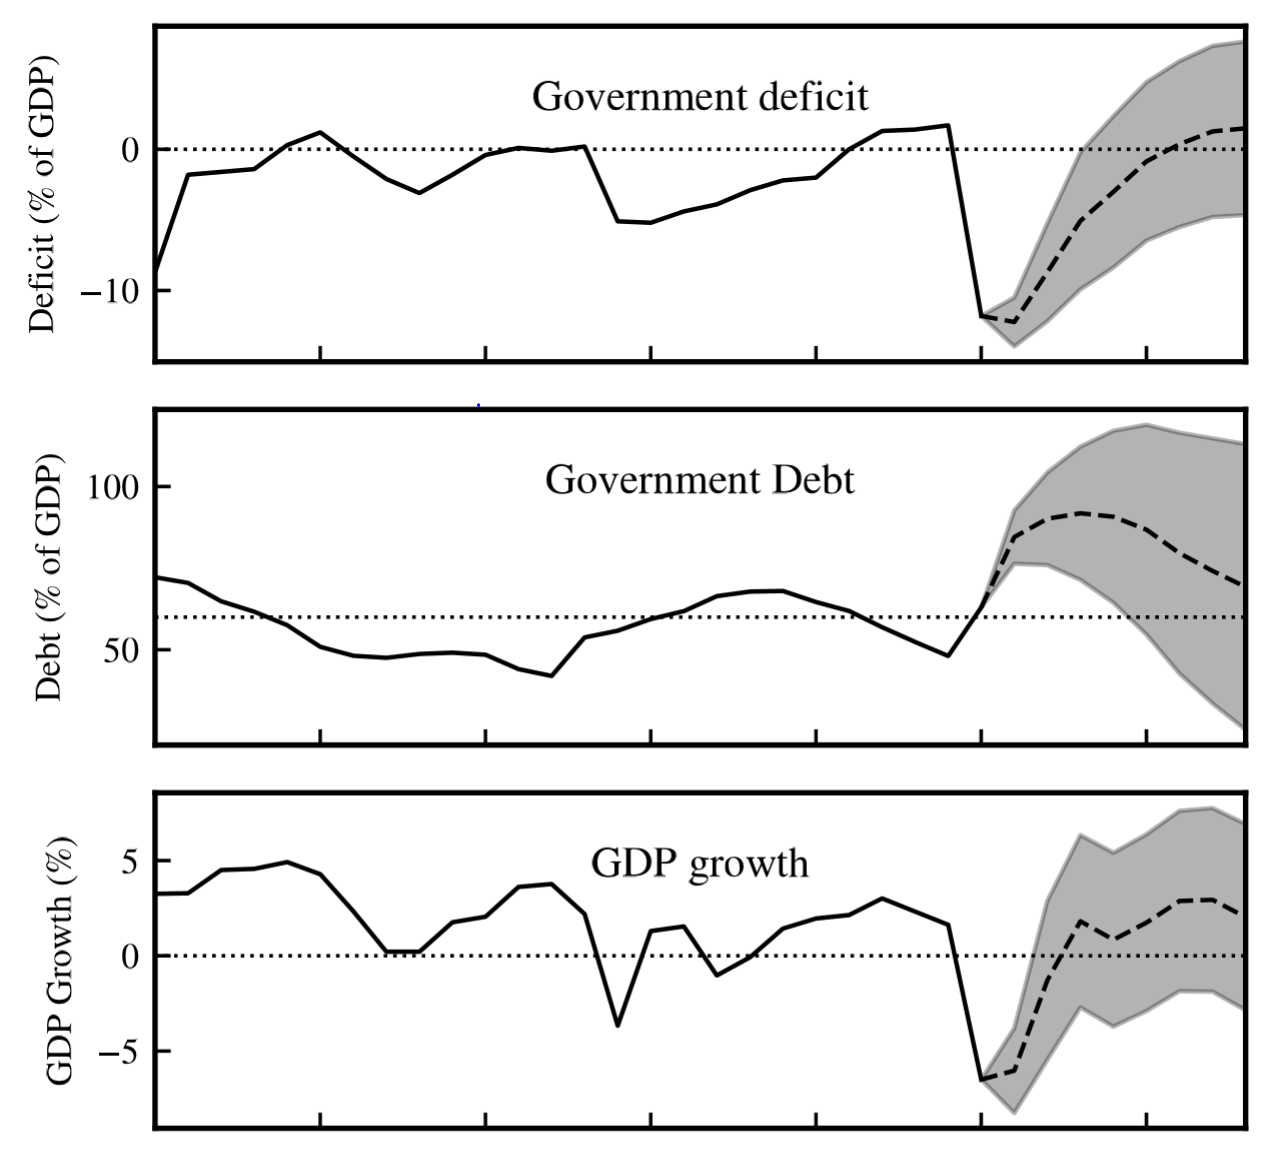 Government deficit
Deficit (% of GDP)
0
−10
Government Debt
Debt (% of GDP)
100
50
GDP growth
GDP Growth (%)
5
0
−5